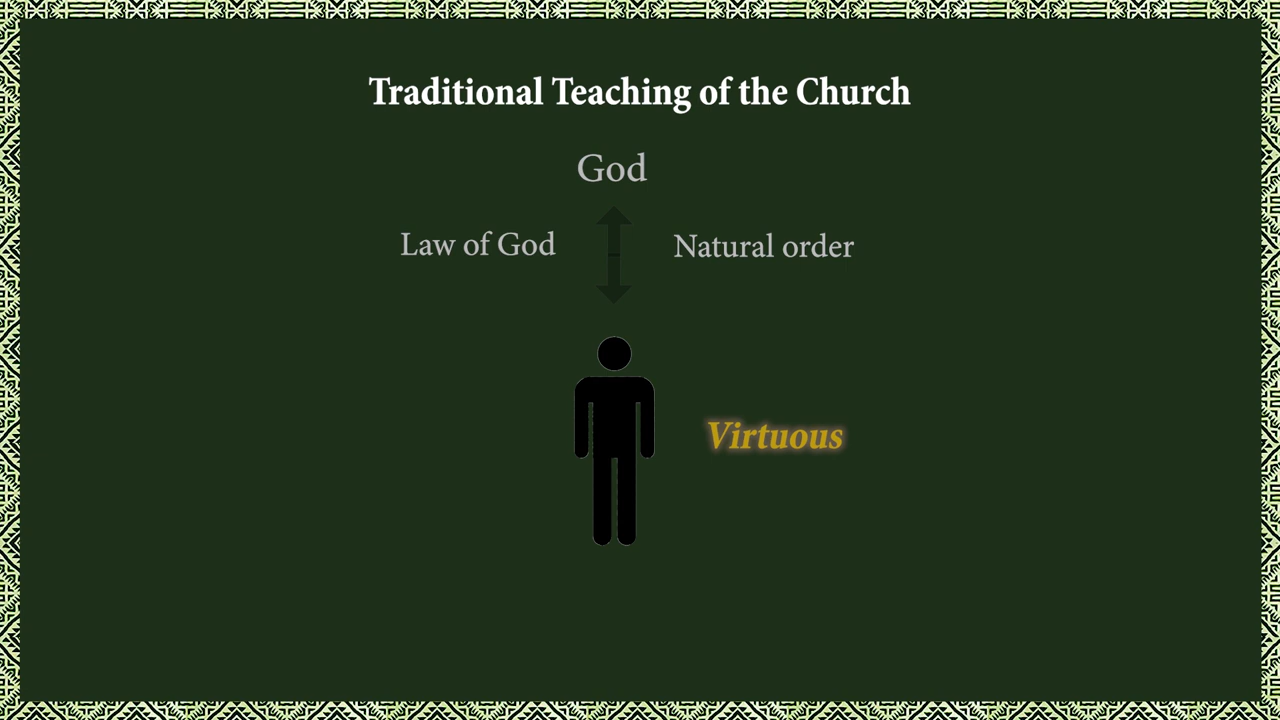 Traditional Teaching of the Church
God
Law of God
Natural order
Virtuous